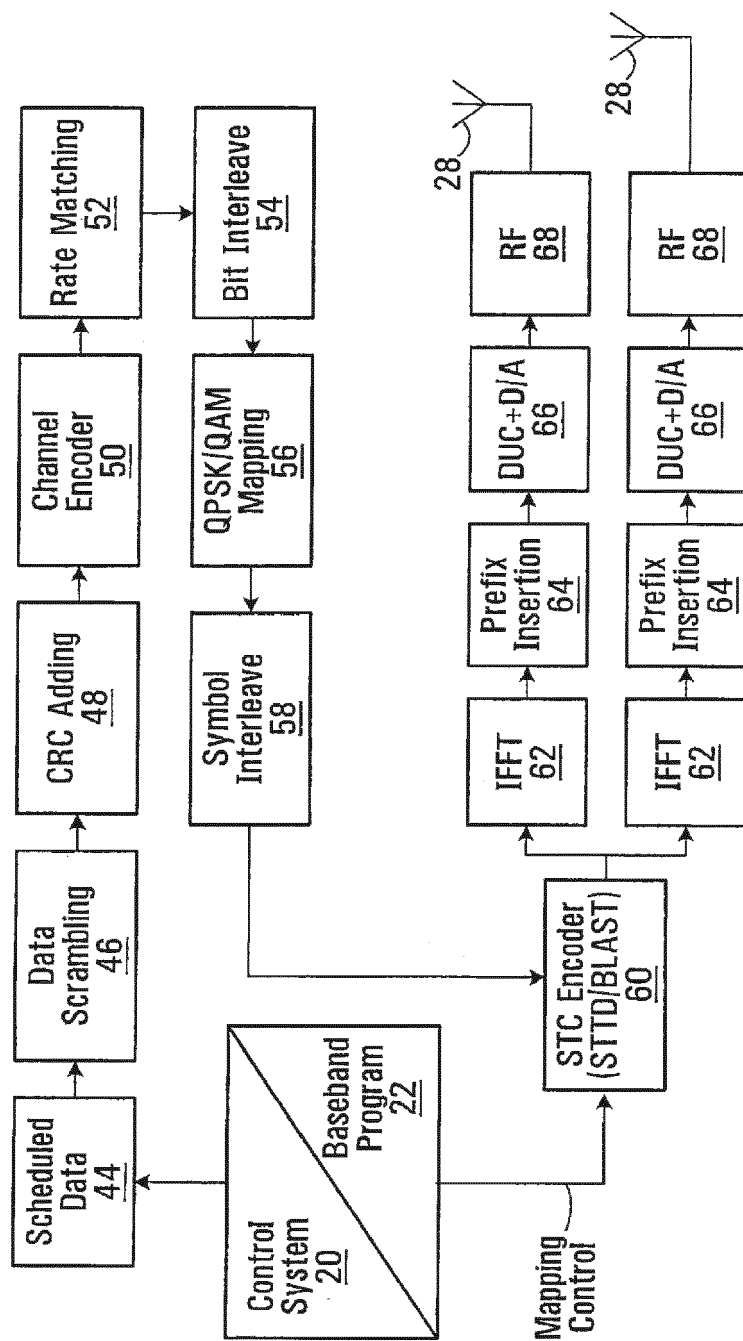 Scheduled
Data
44
Data
Scrambling
46
CRC Adding
48
Channel
Encoder
50
Rate Matching
52
Bit Interleave
54
QPSK/QAM
Mapping
56
Symbol
Interleave
58
Control
System
20
Baseband
Program
22
Mapping
Control
STC Encoder
(STTD/BLAST)
60
IFFT
62
Prefix
Insertion
64
DUC+D/A
66
RF
68
28
IFFT
62
Prefix
Insertion
64
DUC+D/A
66
RF
68
28